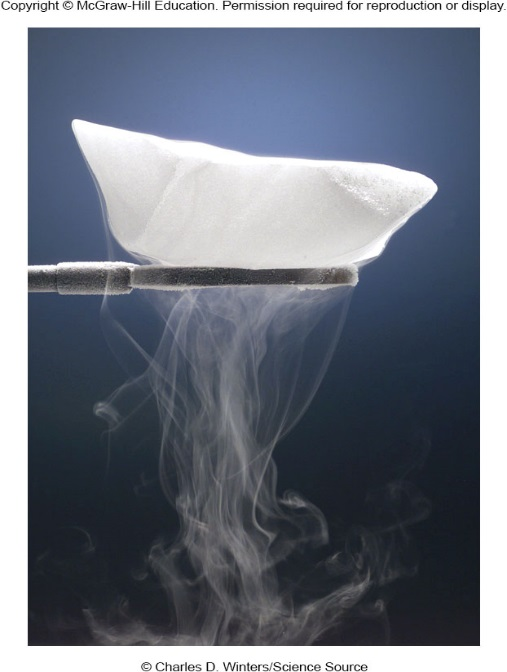 Copyright © McGraw-Hill Education. Permission required for reproduction or display.
© Charles D. Winters/Science Source